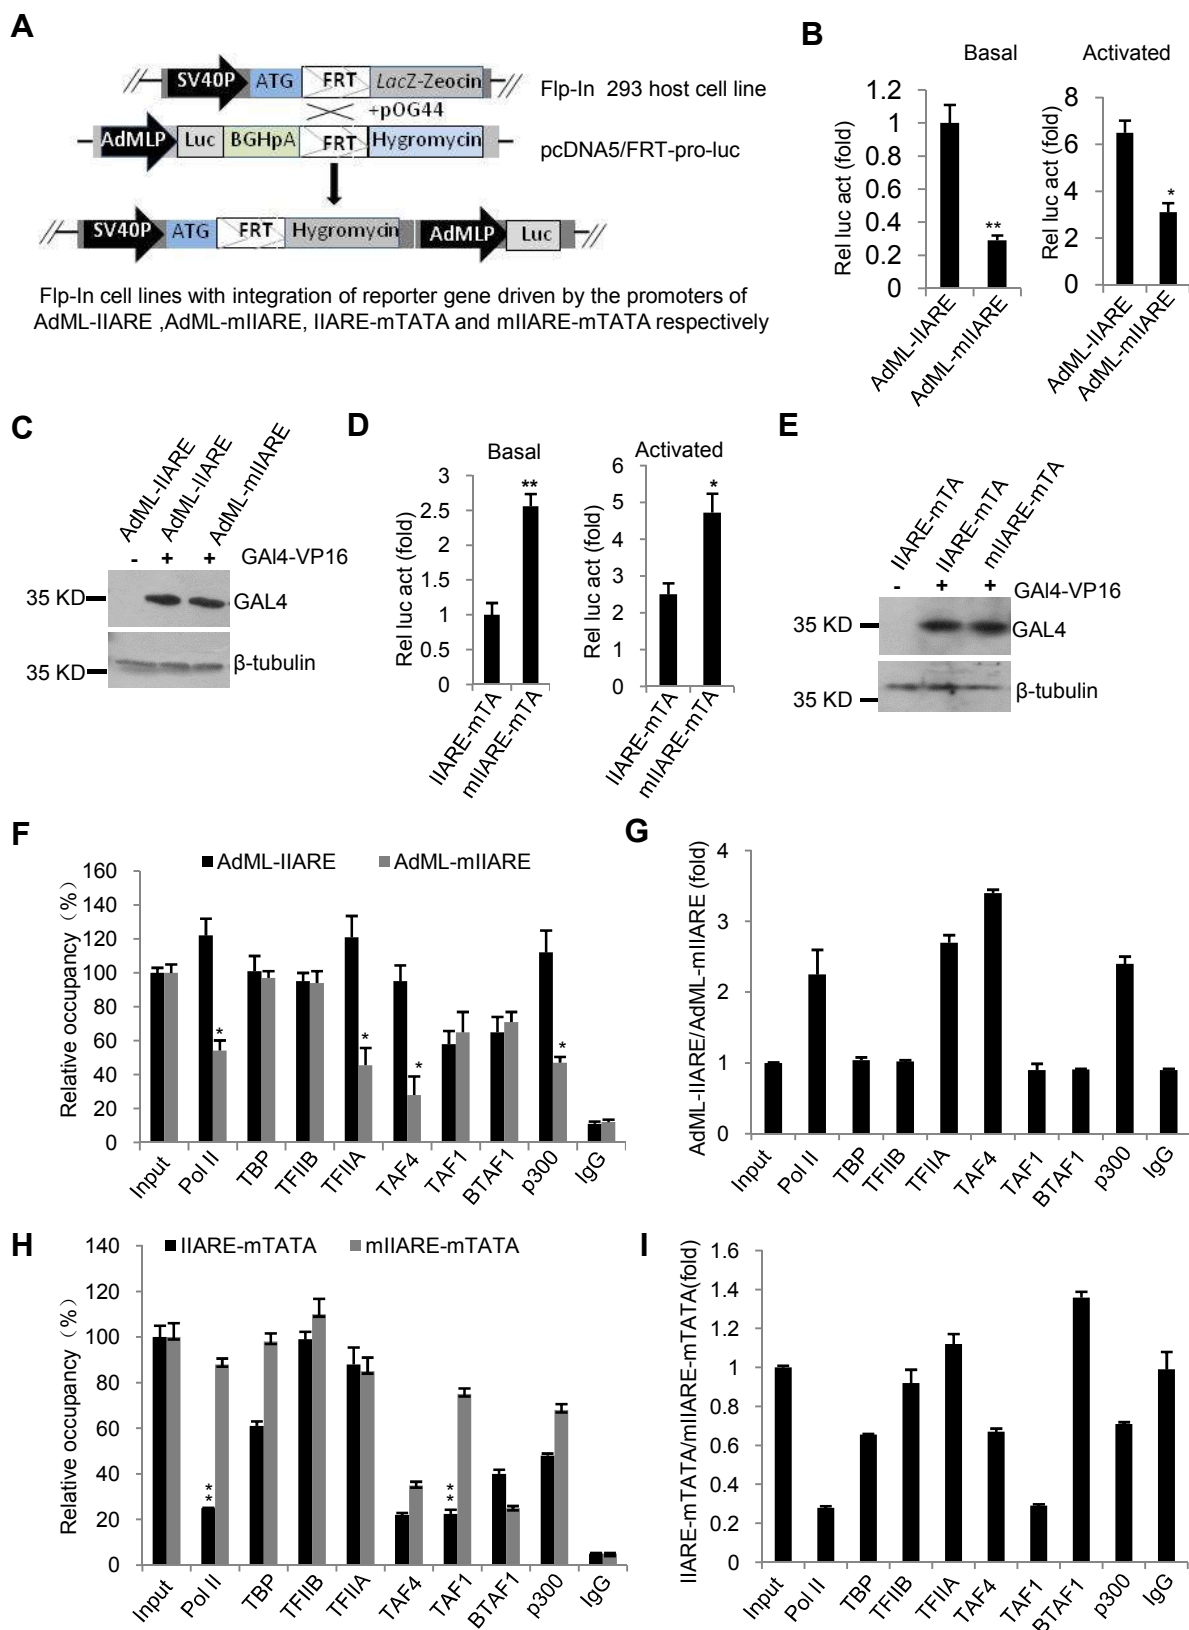 A
SV40P ATG FRT LacZ-Zeocin
Flp-In 293 host cell line
+pOG44
AdMLP Luc BGHpA FRT Hygromycin
pcDNA5/FRT-pro-luc
SV40P ATG FRT Hygromycin AdMLP Luc
Flp-In cell lines with integration of reporter gene driven by the promoters of
AdML-IIARE ,AdML-mIIARE, IIARE-mTATA and mIIARE-mTATA respectively
B
Basal
Rel luc act (fold)
1.2
1
0.8
0.6
0.4
0.2
0
**
AdML-IIARE
AdML-mIIARE
Activated
Rel luc act (fold)
8
6
4
2
0
*
AdML-IIARE
AdML-mIIARE
C
AdML-IIARE
AdML-IIARE
AdML-mIIARE
- + + GAl4-VP16
35 KD
GAL4
35 KD
β-tubulin
D
Basal
Rel luc act (fold)
3
2.5
2
1.5
1
0.5
0
**
IIARE-mTA
mIIARE-mTA
Activated
Rel luc act (fold)
6
5
4
3
2
1
0
*
IIARE-mTA
mIIARE-mTA
E
IIARE-mTA
IIARE-mTA
mIIARE-mTA
- + + GAl4-VP16
35 KD
GAL4
35 KD
β-tubulin
F
AdML-IIARE AdML-mIIARE
Relative occupancy (%)
160
140
120
100
80
60
40
20
0
* * * *
Input Pol II TBP TFIIB TFIIA TAF4 TAF1 BTAF1 p300 IgG
G
AdML-IIARE/AdML-mIIARE (fold)
4
3
2
1
0
Input Pol II TBP TFIIB TFIIA TAF4 TAF1 BTAF1 p300 IgG
H
IIARE-mTATA mIIARE-mTATA
Relative occupancy (%)
140
120
100
80
60
40
20
0
** **
Input Pol II TBP TFIIB TFIIA TAF4 TAF1 BTAF1 p300 IgG
I
IIARE-mTATA/mIIARE-mTATA(fold)
1.6
1.4
1.2
1
0.8
0.6
0.4
0.2
0
Input Pol II TBP TFIIB TFIIA TAF4 TAF1 BTAF1 p300 IgG